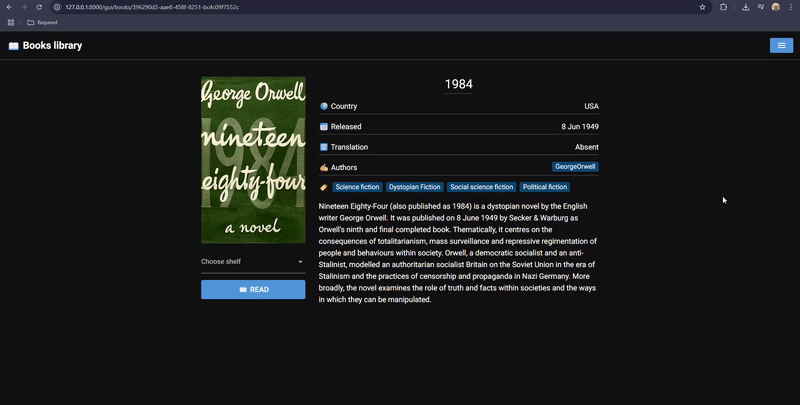 127.0.0.1:8000/gui/books/396290d3-aae8-458f-8251-bc4c09f7552c
Required
Books library
George Orwell
1984
nineteen
eighty-four
a novel
Choose shelf
READ
1984
Country USA
Released 8 Jun 1949
Translation Absent
Authors GeorgeOrwell
Science fiction Dystopian Fiction Social science fiction Political fiction
Nineteen Eighty-Four (also published as 1984) is a dystopian novel by the English
writer George Orwell. It was published on 8 June 1949 by Secker & Warburg as
Orwell's ninth and final completed book. Thematically, it centres on the
consequences of totalitarianism, mass surveillance and repressive regimentation of
people and behaviours within society. Orwell, a democratic socialist and an anti-
Stalinist, modelled an authoritarian socialist Britain on the Soviet Union in the era of
Stalinism and the practices of censorship and propaganda in Nazi Germany. More
broadly, the novel examines the role of truth and facts within societies and the ways
in which they can be manipulated.